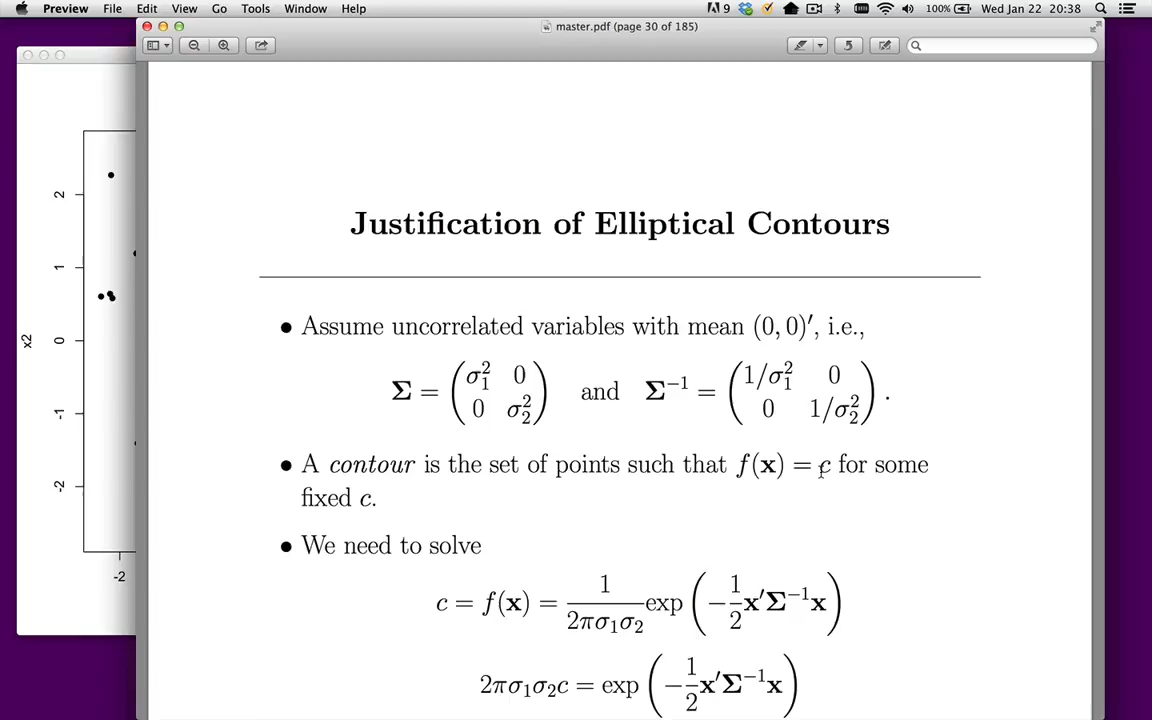 Preview File Edit View Go Tools Window Help 9 100% Wed Jan 22 20:38
master.pdf (page 30 of 185)
Justification of Elliptical Contours
• Assume uncorrelated variables with mean (0, 0)′, i.e.,
Σ = (σ₁² 0; 0 σ₂²) and Σ⁻¹ = (1/σ₁² 0; 0 1/σ₂²).
• A contour is the set of points such that f(x) = c for some
fixed c.
• We need to solve
c = f(x) = 1/(2πσ₁σ₂) exp(−1/2 x′Σ⁻¹x)
2πσ₁σ₂c = exp(−1/2 x′Σ⁻¹x)
x2
2
1
0
-1
-2
-2